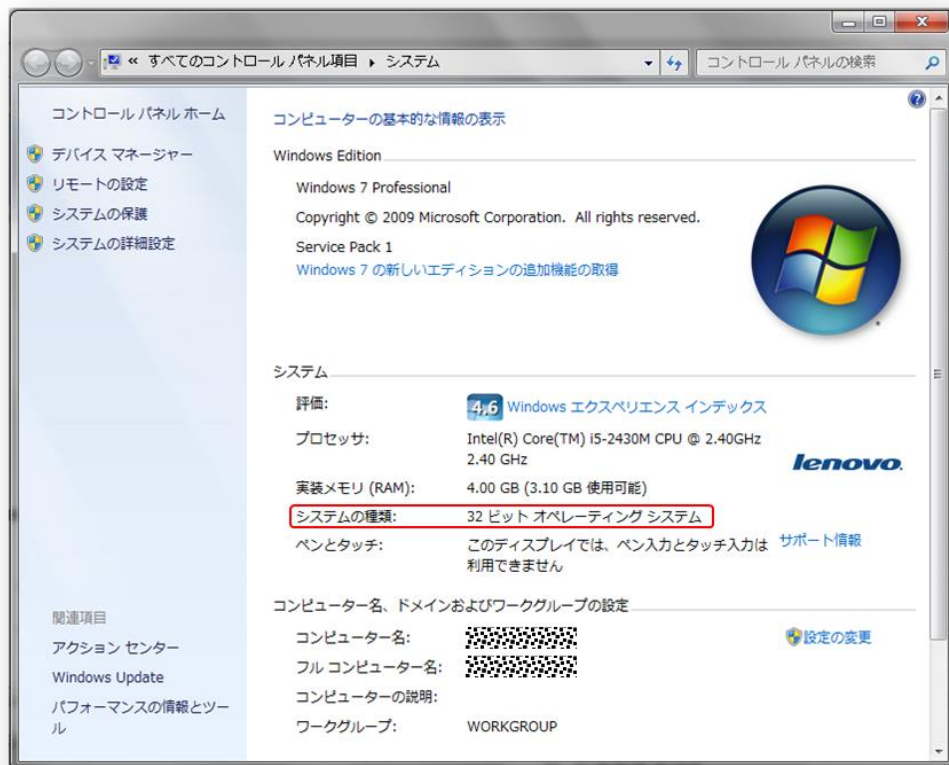 « すべてのコントロール パネル項目 ▸ システム
コントロール パネルの検索
コントロール パネル ホーム
デバイス マネージャー
リモートの設定
システムの保護
システムの詳細設定
関連項目
アクション センター
Windows Update
パフォーマンスの情報とツー
ル
コンピューターの基本的な情報の表示
Windows Edition
Windows 7 Professional
Copyright © 2009 Microsoft Corporation. All rights reserved.
Service Pack 1
Windows 7 の新しいエディションの追加機能の取得
システム
評価: 4.6 Windows エクスペリエンス インデックス
プロセッサ: Intel(R) Core(TM) i5-2430M CPU @ 2.40GHz
2.40 GHz
lenovo.
実装メモリ (RAM): 4.00 GB (3.10 GB 使用可能)
システムの種類: 32 ビット オペレーティング システム
ペンとタッチ: このディスプレイでは、ペン入力とタッチ入力は
利用できません
サポート情報
コンピューター名、ドメインおよびワークグループの設定
コンピューター名: 設定の変更
フル コンピューター名:
コンピューターの説明:
ワークグループ: WORKGROUP